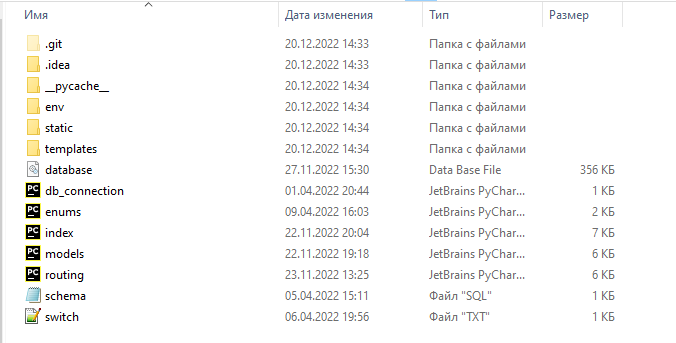 Имя Дата изменения Тип Размер
.git 20.12.2022 14:33 Папка с файлами
.idea 20.12.2022 14:33 Папка с файлами
__pycache__ 20.12.2022 14:34 Папка с файлами
env 20.12.2022 14:34 Папка с файлами
static 20.12.2022 14:34 Папка с файлами
templates 20.12.2022 14:34 Папка с файлами
database 27.11.2022 15:30 Data Base File 356 КБ
PC db_connection 01.04.2022 20:44 JetBrains PyChar... 1 КБ
PC enums 09.04.2022 16:03 JetBrains PyChar... 2 КБ
PC index 22.11.2022 20:04 JetBrains PyChar... 7 КБ
PC models 22.11.2022 19:18 JetBrains PyChar... 6 КБ
PC routing 23.11.2022 13:25 JetBrains PyChar... 6 КБ
schema 05.04.2022 15:11 Файл "SQL" 1 КБ
switch 06.04.2022 19:56 Файл "TXT" 1 КБ